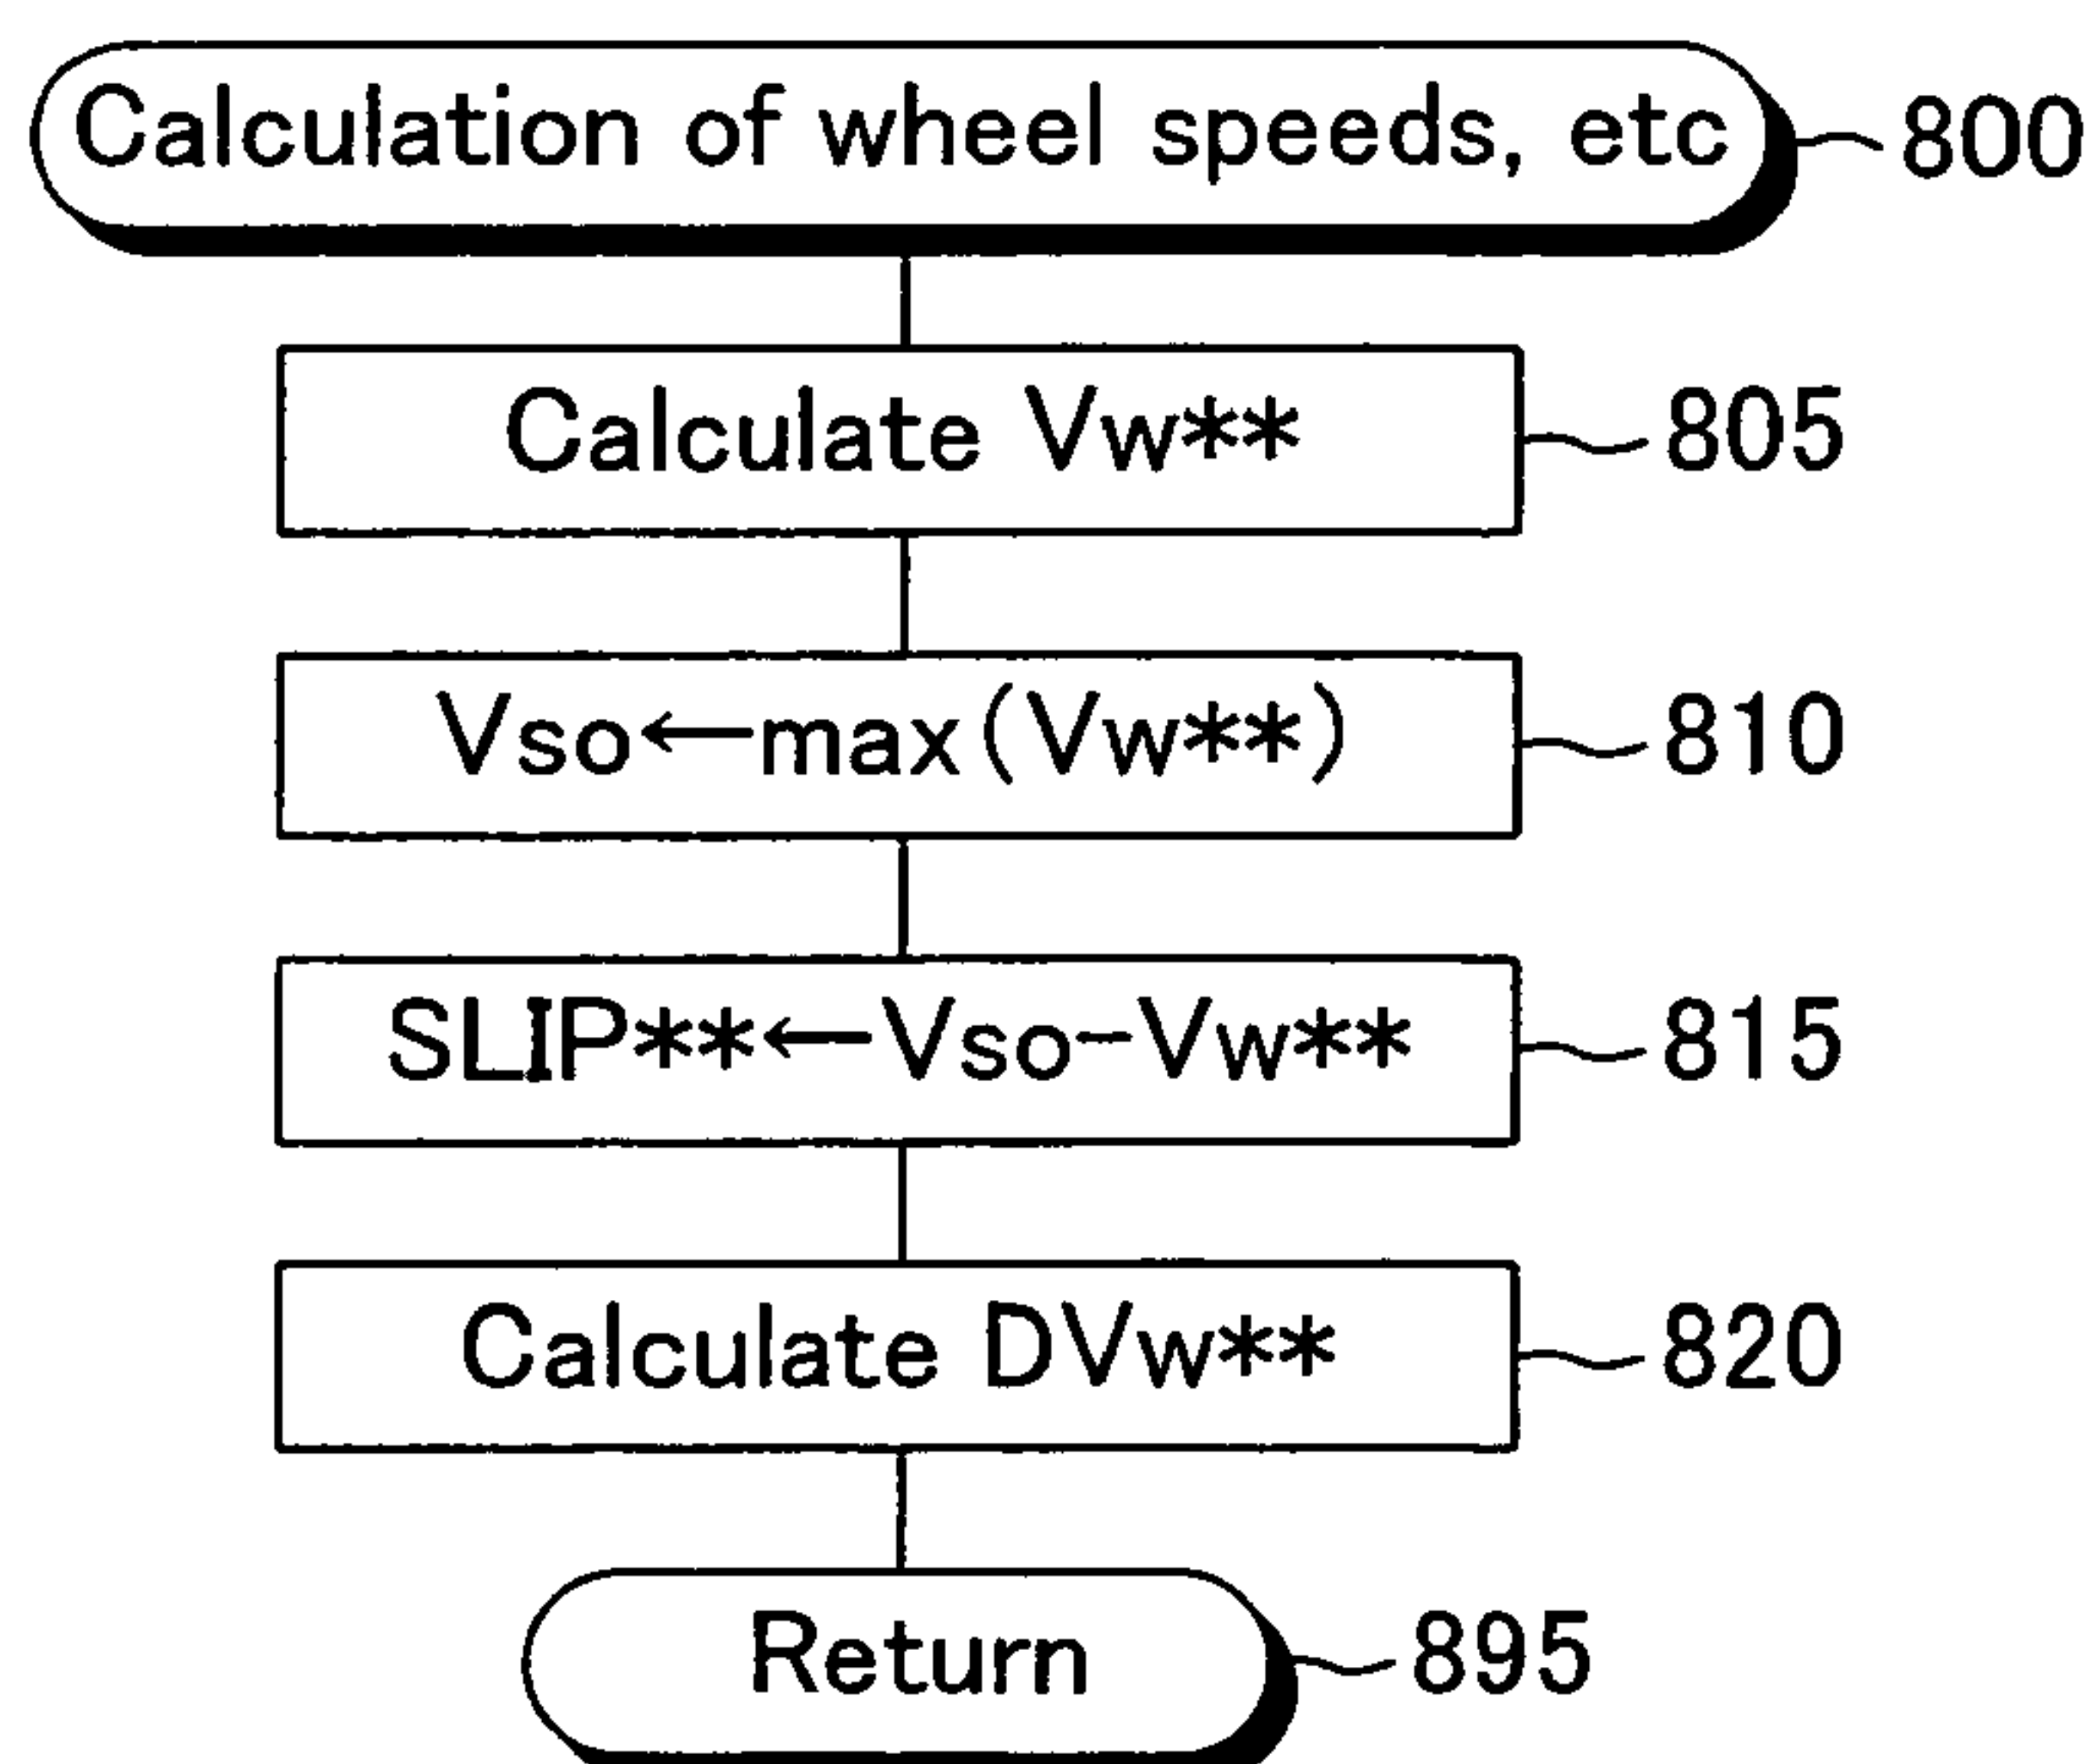 Calculation of wheel speeds, etc 800
Calculate Vw** 805
Vso←max(Vw**) 810
SLIP**←Vso-Vw** 815
Calculate DVw** 820
Return 895